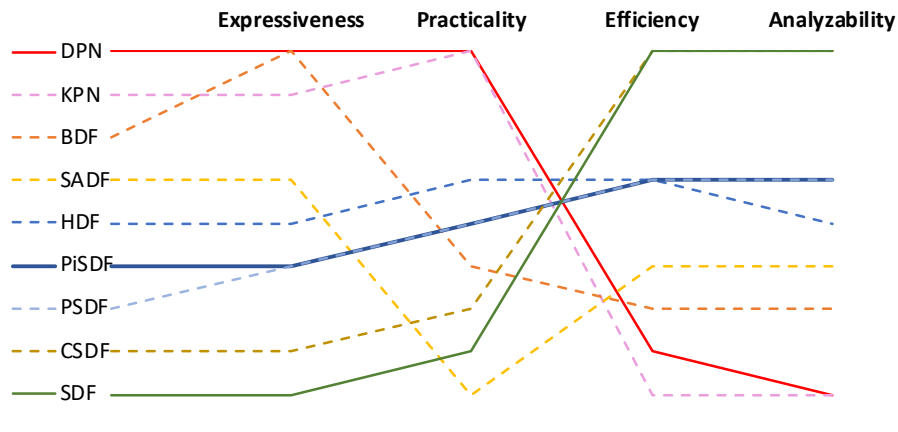 Expressiveness Practicality Efficiency Analyzability
DPN
KPN
BDF
SADF
HDF
PiSDF
PSDF
CSDF
SDF